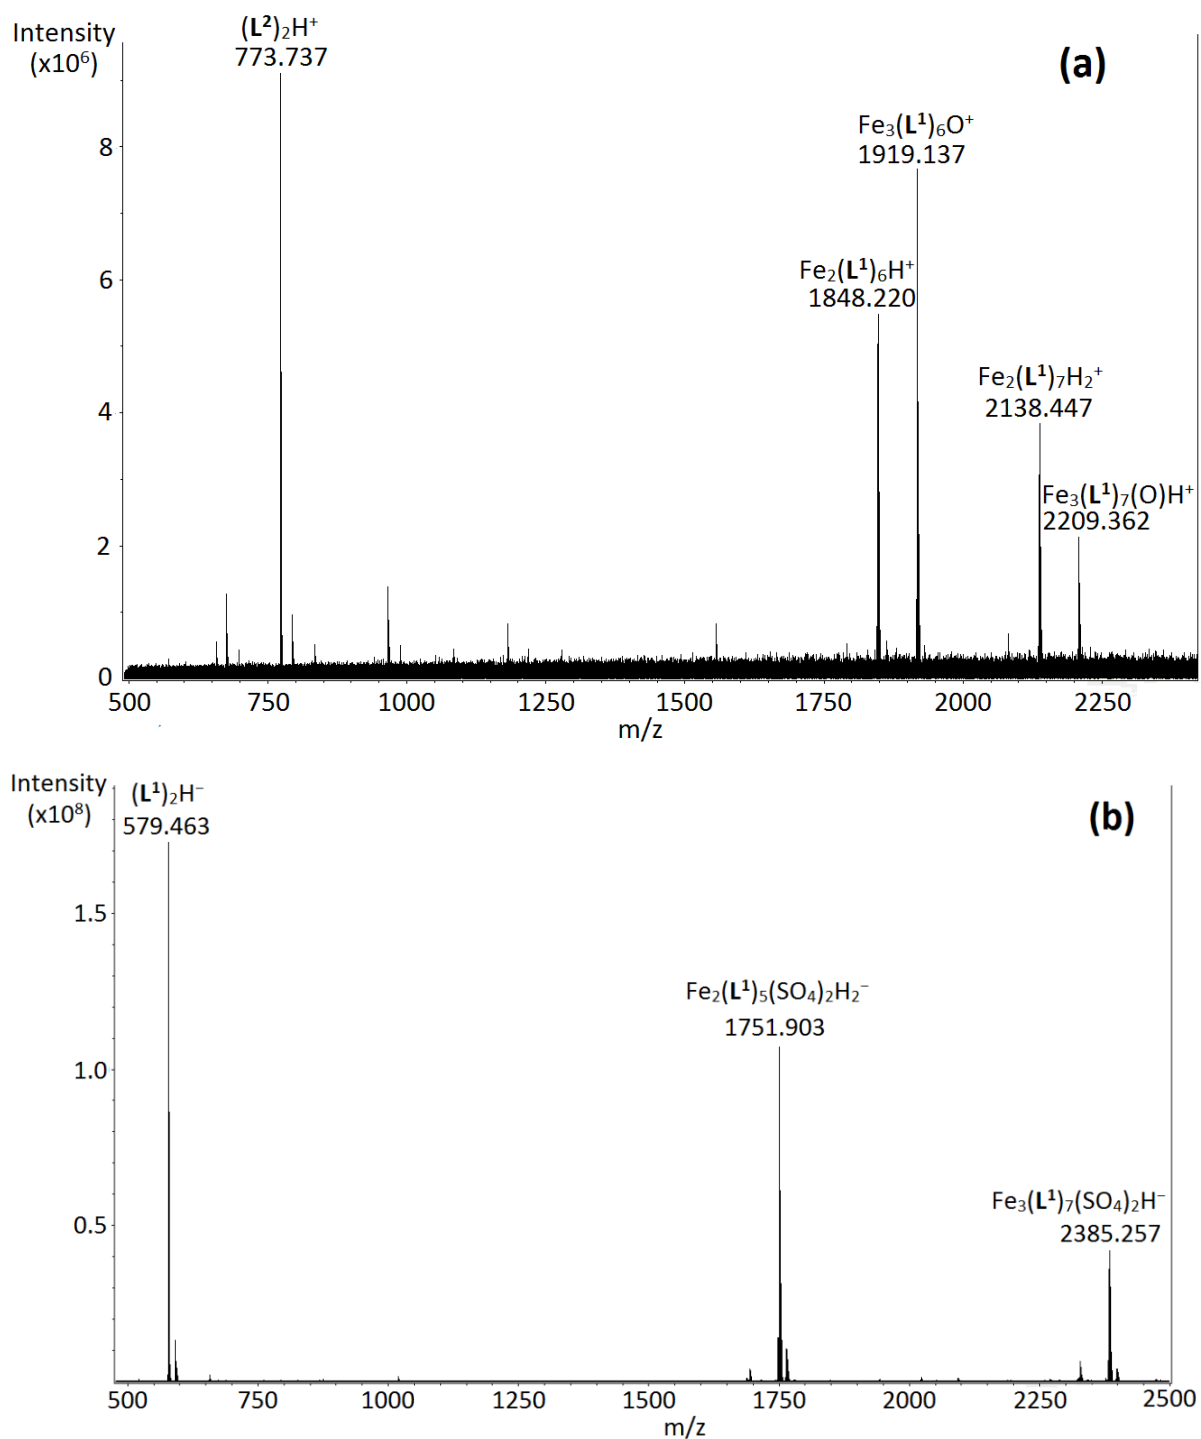 Intensity
(x10⁶)
(a)
(L²)₂H⁺
773.737
Fe₃(L¹)₆O⁺
1919.137
Fe₂(L¹)₆H⁺
1848.220
Fe₂(L¹)₇H₂⁺
2138.447
Fe₃(L¹)₇(O)H⁺
2209.362
8
6
4
2
0
500 750 1000 1250 1500 1750 2000 2250
m/z
Intensity
(x10⁸)
(b)
(L¹)₂H⁻
579.463
Fe₂(L¹)₅(SO₄)₂H₂⁻
1751.903
Fe₃(L¹)₇(SO₄)₂H⁻
2385.257
1.5
1.0
0.5
500 750 1000 1250 1500 1750 2000 2250 2500
m/z